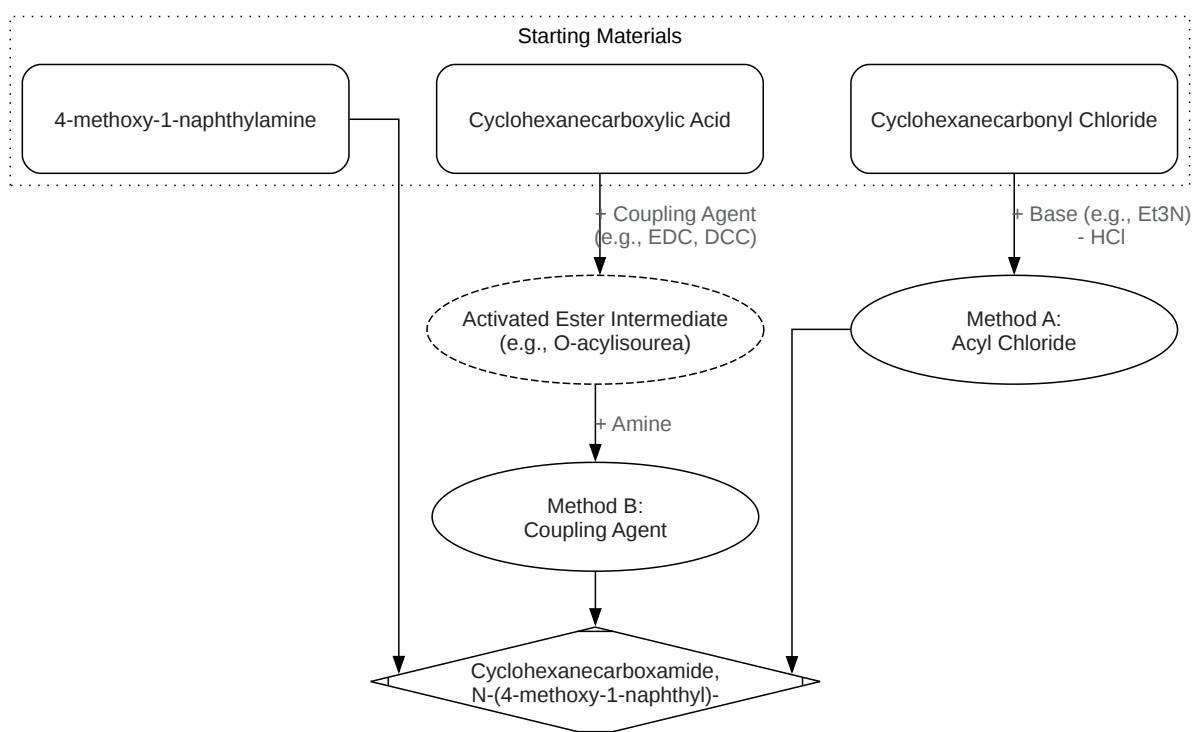 Starting Materials
4-methoxy-1-naphthylamine
Cyclohexanecarboxylic Acid
Cyclohexanecarbonyl Chloride
+ Coupling Agent
(e.g., EDC, DCC)
+ Base (e.g., Et3N)
- HCl
Activated Ester Intermediate
(e.g., O-acylisourea)
Method A:
Acyl Chloride
+ Amine
Method B:
Coupling Agent
Cyclohexanecarboxamide,
N-(4-methoxy-1-naphthyl)-